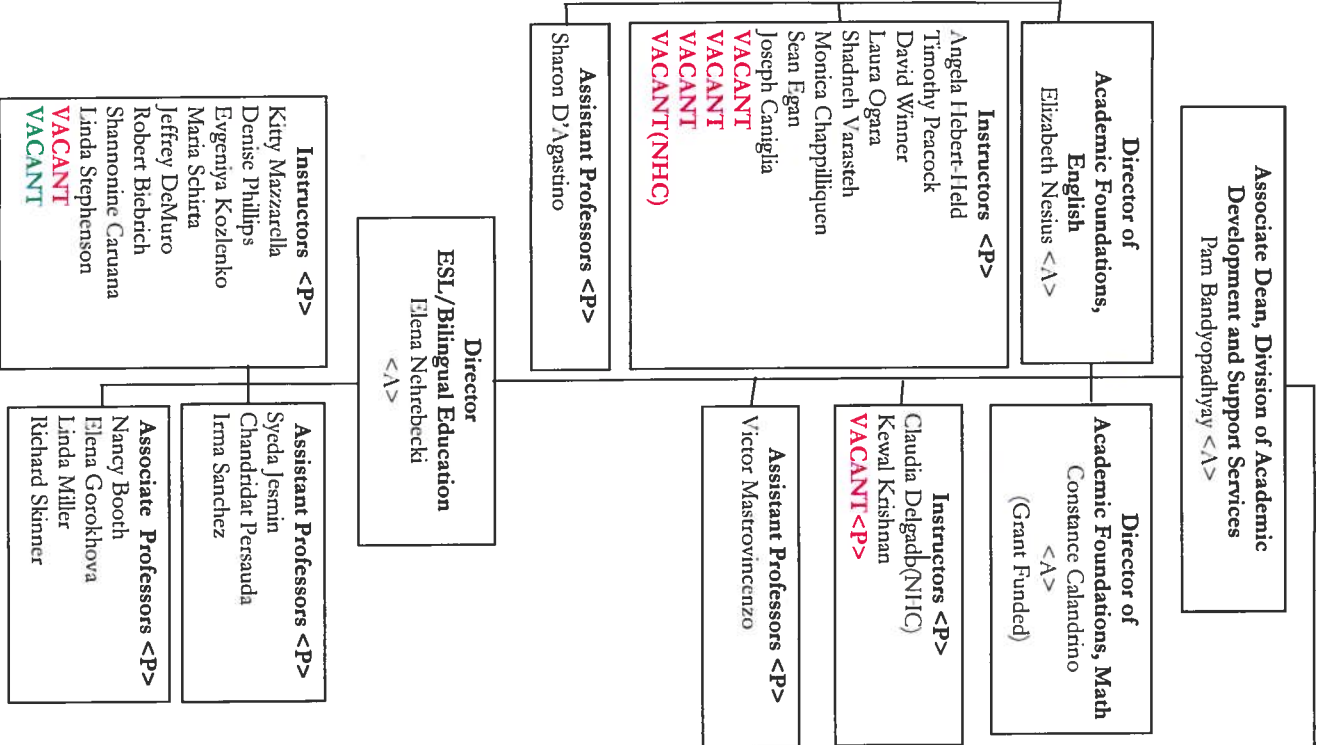 Associate Dean, Division of Academic
Development and Support Services
Pam Bandyopadhyay <A>
Director of
Academic Foundations,
English
Elizabeth Nesius <A>
Instructors <P>
Angela Hebert-Held
Timothy Peacock
David Winner
Laura Ogara
Shadneh Varasteh
Monica Chappilliquen
Sean Egan
Joseph Caniglia
VACANT
VACANT
VACANT
VACANT(NHC)
Assistant Professors <P>
Sharon D'Agastino
Director of
Academic Foundations, Math
Constance Calandrino
<A>
(Grant Funded)
Instructors <P>
Claudia Delgadb(NHC)
Kewal Krishnan
VACANT<P>
Assistant Professors <P>
Victor Mastrovincenzo
Director
ESL/Bilingual Education
Elena Nehrebecki
<A>
Instructors <P>
Kitty Mazzarella
Denise Phillips
Evgeniya Kozlenko
Maria Schirta
Jeffrey DeMuro
Robert Biebrich
Shannonine Caruana
Linda Stephenson
VACANT
VACANT
Assistant Professors <P>
Syeda Jesmin
Chandridat Persauda
Irma Sanchez
Associate Professors <P>
Nancy Booth
Elena Gorokhova
Linda Miller
Richard Skinner